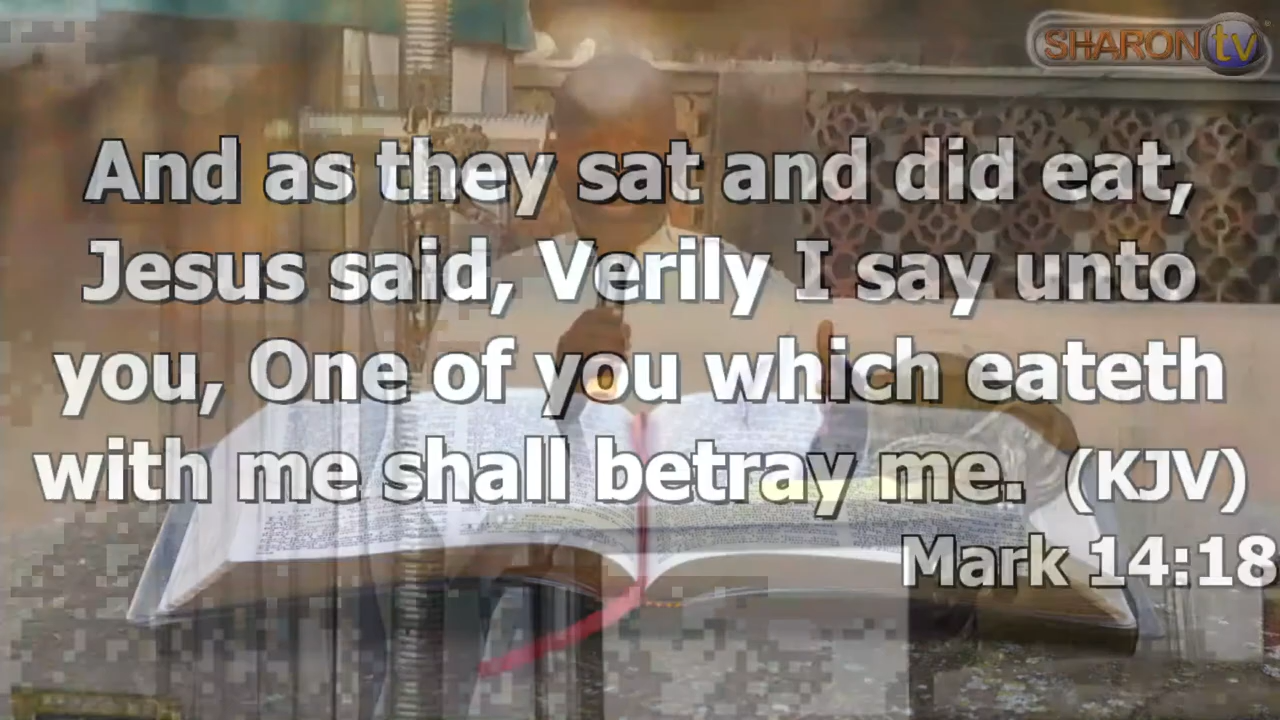 SHARON tv
And as they sat and did eat,
Jesus said, Verily I say unto
you, One of you which eateth
with me shall betray me. (KJV)
Mark 14:18